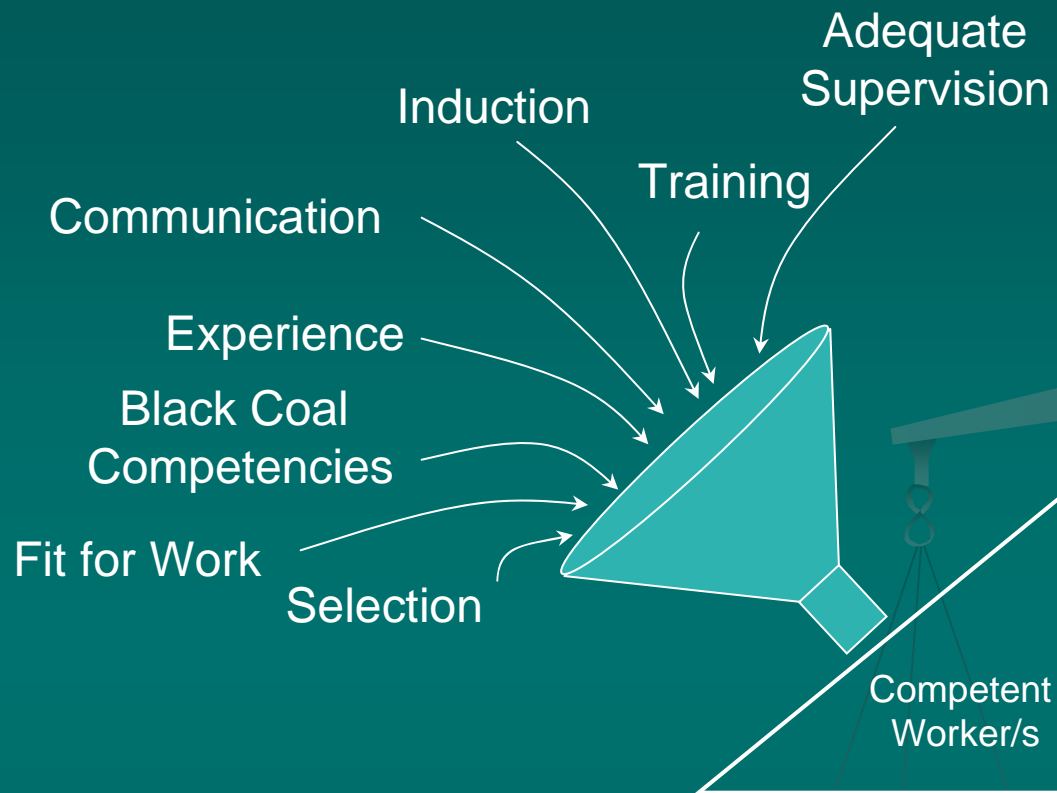 Adequate
Supervision
Induction
Training
Communication
Experience
Black Coal
Competencies
Fit for Work
Selection
Competent
Worker/s